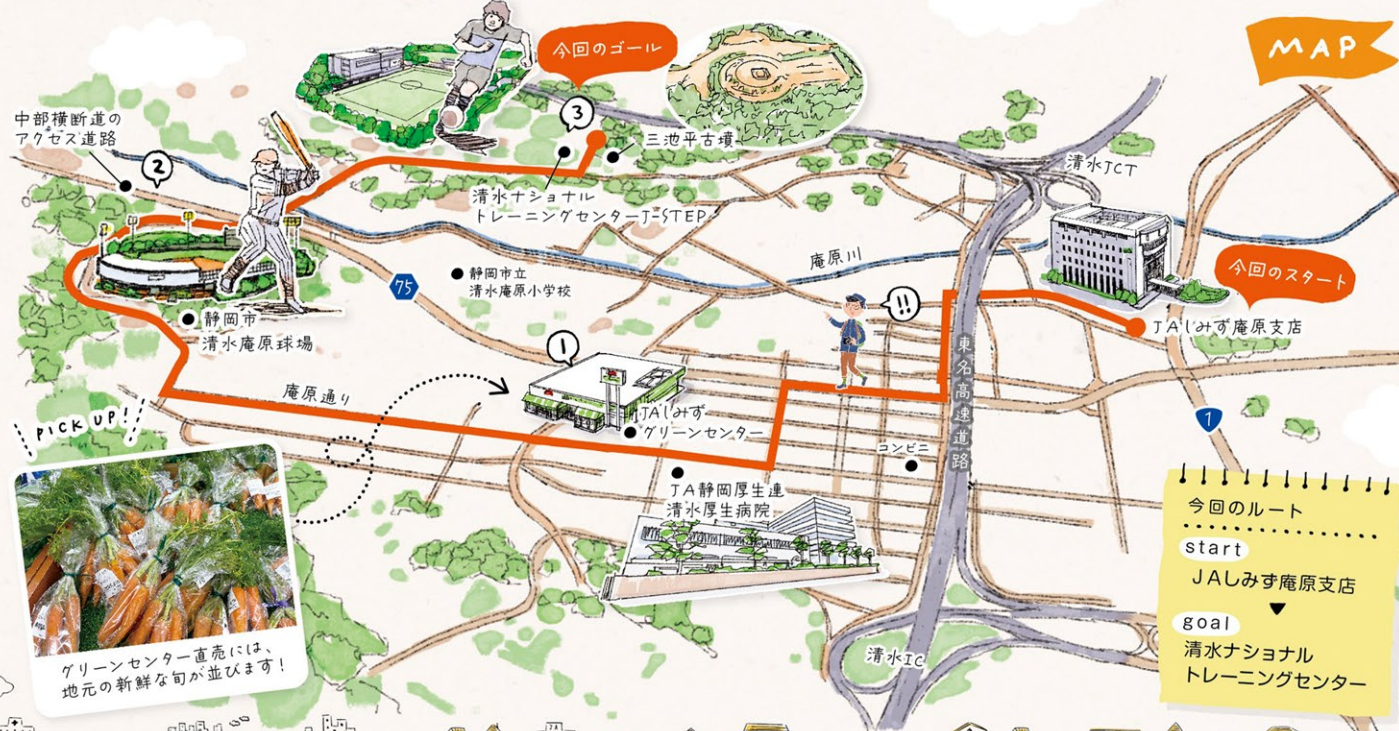 MAP
今回のゴール
中部横断道の
アクセス道路
2
3
三池平古墳
清水ナショナル
トレーニングセンターJ-STEP
清水JCT
庵原川
75
静岡市立
清水庵原小学校
今回のスタート
JAしみず庵原支店
!!
静岡市
清水庵原球場
1
東名高速道路
庵原通り
JAしみず
グリーンセンター
コンビニ
1
PICK UP!
JA静岡厚生連
清水厚生病院
清水IC
グリーンセンター直売には、
地元の新鮮な旬が並びます!
今回のルート
start
JAしみず庵原支店
▼
goal
清水ナショナル
トレーニングセンター